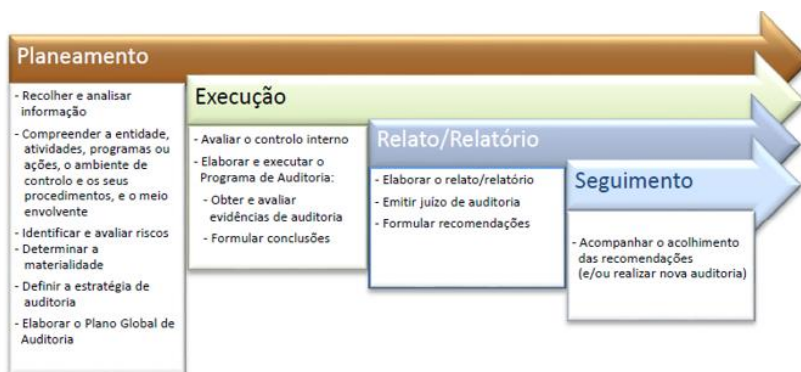 Planeamento
- Recolher e analisar
informação
- Compreender a entidade,
atividades, programas ou
ações, o ambiente de
controlo e os seus
procedimentos, e o meio
envolvente
- Identificar e avaliar riscos
- Determinar a
materialidade
- Definir a estratégia de
auditoria
- Elaborar o Plano Global de
Auditoria
Execução
- Avaliar o controlo interno
- Elaborar e executar o
Programa de Auditoria:
- Obter e avaliar
evidências de auditoria
- Formular conclusões
Relato/Relatório
- Elaborar o relato/relatório
- Emitir juízo de auditoria
- Formular recomendações
Seguimento
- Acompanhar o acolhimento
das recomendações
(e/ou realizar nova auditoria)